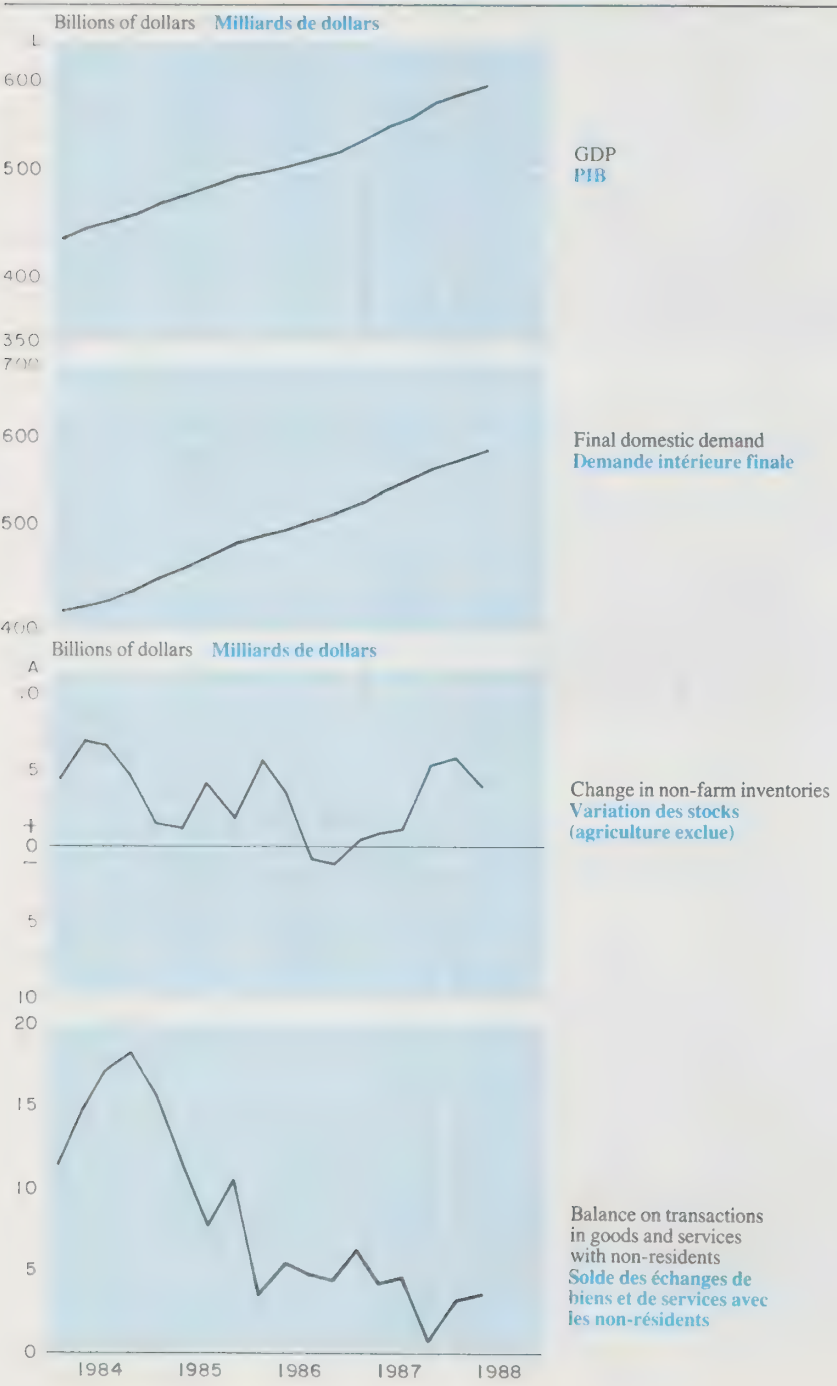 Billions of dollars Milliards de dollars
L
600
500
400
350
GDP
PIB
700
600
500
400
Final domestic demand
Demande intérieure finale
Billions of dollars Milliards de dollars
A
10
5
+
0
−
5
10
Change in non-farm inventories
Variation des stocks
(agriculture exclue)
20
15
10
5
0
Balance on transactions
in goods and services
with non-residents
Solde des échanges de
biens et de services avec
les non-résidents
1984 1985 1986 1987 1988